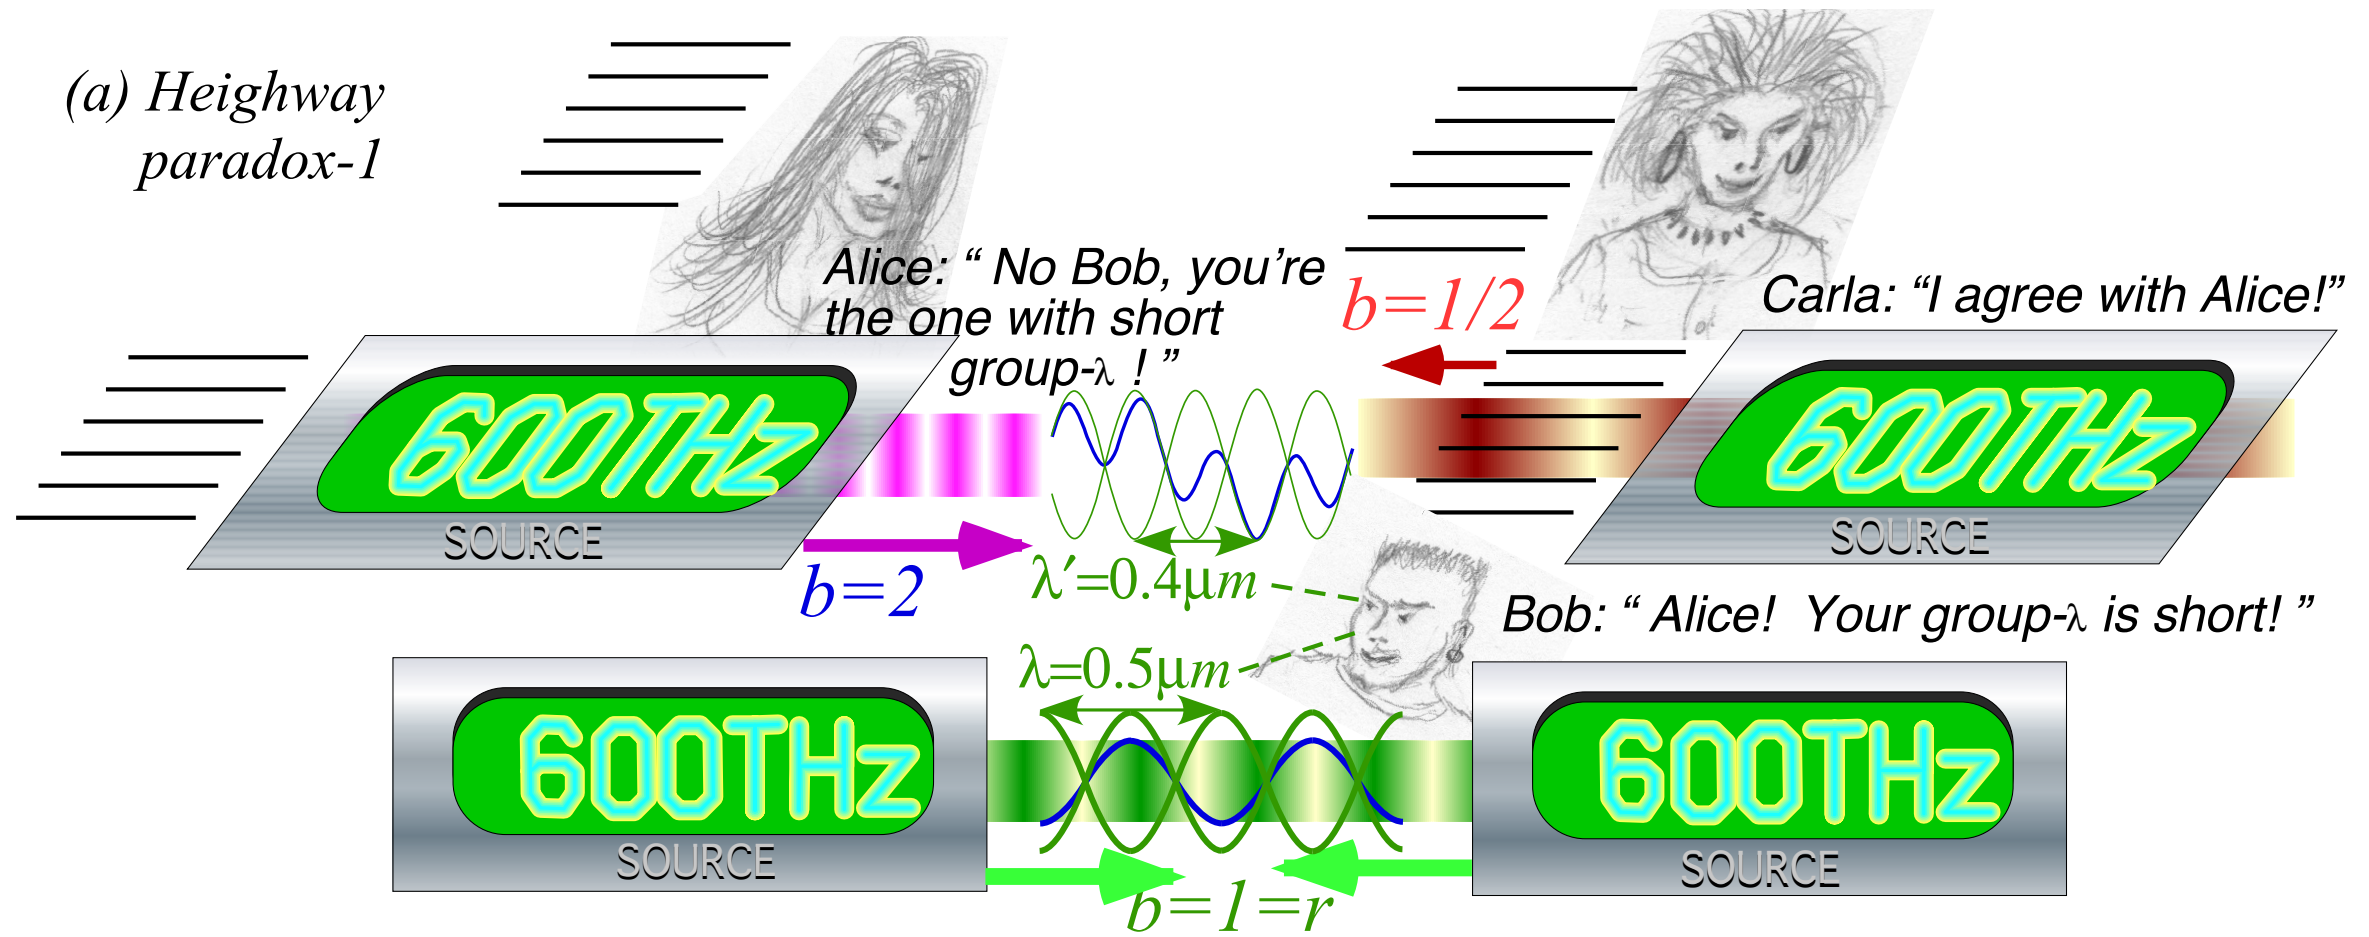 (a) Heighway
paradox-1
Alice: “ No Bob, you’re
the one with short
group-λ ! ”
b=1/2
Carla: “I agree with Alice!”
600THz
SOURCE
600THz
SOURCE
b=2
λ′=0.4μm
Bob: “ Alice! Your group-λ is short! ”
λ=0.5μm
600THz
SOURCE
600THz
SOURCE
b=1=r